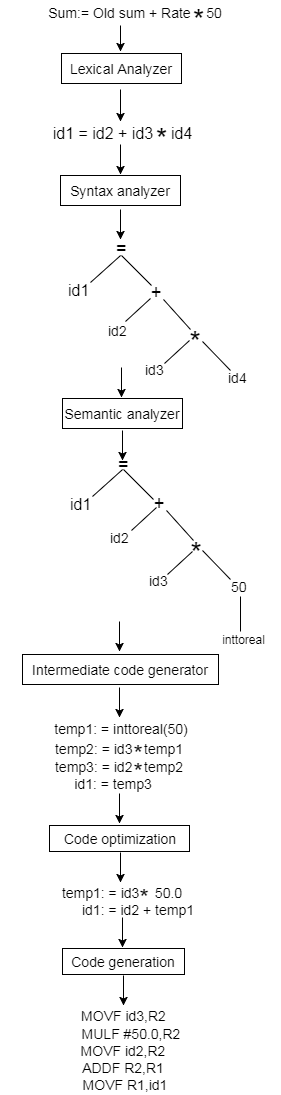 Sum:= Old sum + Rate * 50
Lexical Analyzer
id1 = id2 + id3 * id4
Syntax analyzer
=
id1
+
id2
*
id3
id4
Semantic analyzer
=
id1
+
id2
*
id3
50
inttoreal
Intermediate code generator
temp1: = inttoreal(50)
temp2: = id3*temp1
temp3: = id2*temp2
id1: = temp3
Code optimization
temp1: = id3* 50.0
id1: = id2 + temp1
Code generation
MOVF id3,R2
MULF #50.0,R2
MOVF id2,R2
ADDF R2,R1
MOVF R1,id1